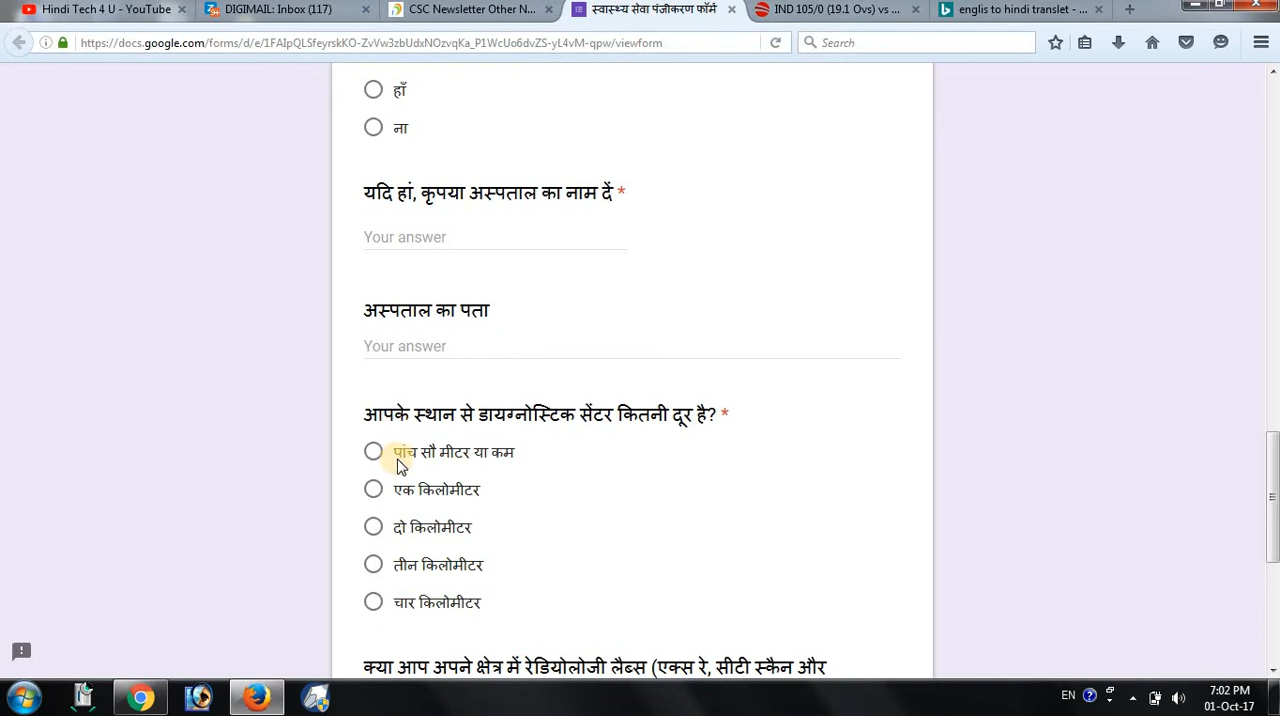 Hindi Tech 4 U - YouTube
DIGIMAIL: Inbox (117)
CSC Newsletter Other N...
स्वास्थ्य सेवा पंजीकरण फॉर्म
IND 105/0 (19.1 Ovs) vs ...
englis to hindi translet - ...
https://docs.google.com/forms/d/e/1FAIpQLSfeyrskKO-ZvVw3zbUdxNOzvqKa_P1WcUo6dvZS-yL4vM-qpw/viewform
Search
हाँ
ना
यदि हां, कृपया अस्पताल का नाम दें *
Your answer
अस्पताल का पता
Your answer
आपके स्थान से डायग्नोस्टिक सेंटर कितनी दूर है? *
पांच सौ मीटर या कम
एक किलोमीटर
दो किलोमीटर
तीन किलोमीटर
चार किलोमीटर
क्या आप अपने क्षेत्र में रेडियोलोजी लैब्स (एक्स रे, सीटी स्कैन और
EN
7:02 PM
01-Oct-17